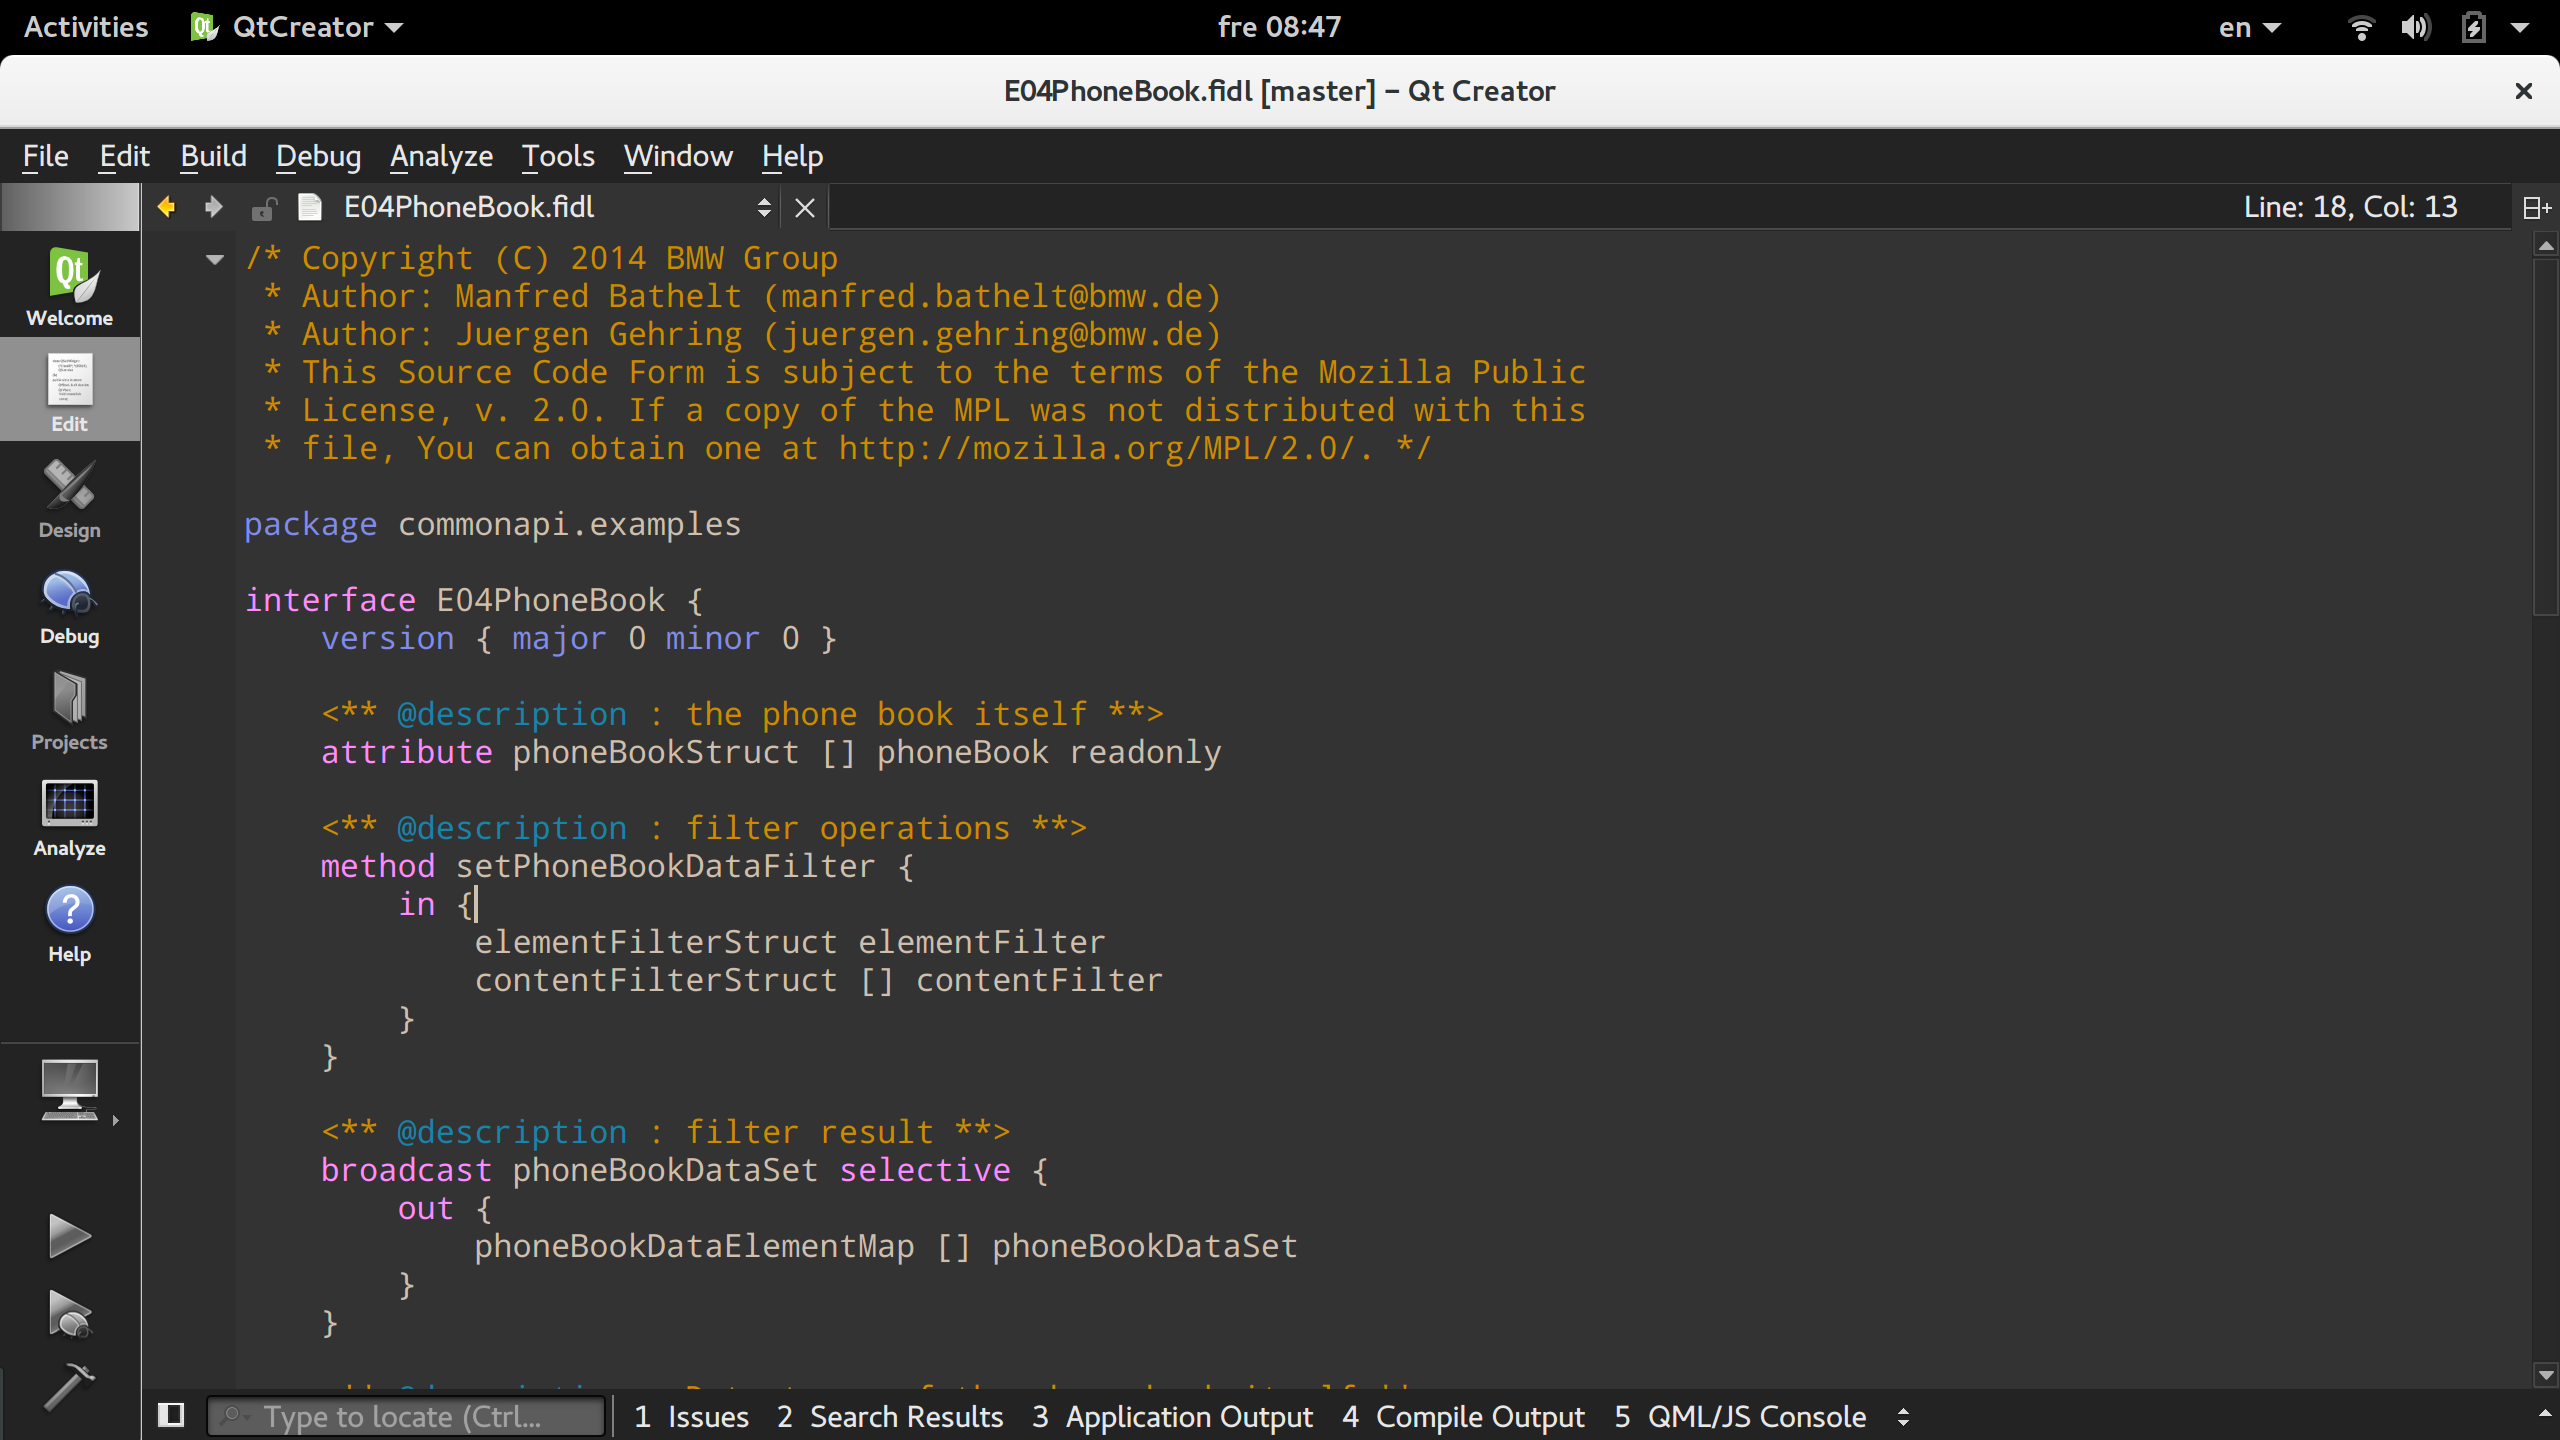 Activities QtCreator fre 08:47 en
E04PhoneBook.fidl [master] – Qt Creator
File Edit Build Debug Analyze Tools Window Help
E04PhoneBook.fidl Line: 18, Col: 13
Welcome
Edit
Design
Debug
Projects
Analyze
Help
/* Copyright (C) 2014 BMW Group
* Author: Manfred Bathelt (manfred.bathelt@bmw.de)
* Author: Juergen Gehring (juergen.gehring@bmw.de)
* This Source Code Form is subject to the terms of the Mozilla Public
* License, v. 2.0. If a copy of the MPL was not distributed with this
* file, You can obtain one at http://mozilla.org/MPL/2.0/. */
package commonapi.examples
interface E04PhoneBook {
version { major 0 minor 0 }
<** @description : the phone book itself **>
attribute phoneBookStruct [] phoneBook readonly
<** @description : filter operations **>
method setPhoneBookDataFilter {
in {
elementFilterStruct elementFilter
contentFilterStruct [] contentFilter
}
}
<** @description : filter result **>
broadcast phoneBookDataSet selective {
out {
phoneBookDataElementMap [] phoneBookDataSet
}
}
Type to locate (Ctrl... 1 Issues 2 Search Results 3 Application Output 4 Compile Output 5 QML/JS Console